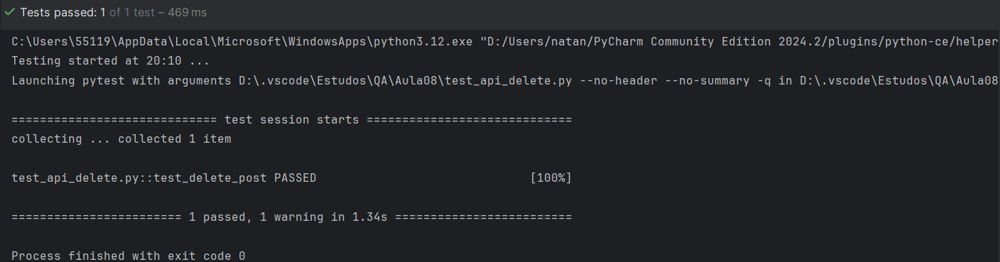 Tests passed: 1 of 1 test – 469 ms
C:\Users\55119\AppData\Local\Microsoft\WindowsApps\python3.12.exe "D:/Users/natan/PyCharm Community Edition 2024.2/plugins/python-ce/helper
Testing started at 20:10 ...
Launching pytest with arguments D:\.vscode\Estudos\QA\Aula08\test_api_delete.py --no-header --no-summary -q in D:\.vscode\Estudos\QA\Aula08
============================= test session starts =============================
collecting ... collected 1 item
test_api_delete.py::test_delete_post PASSED [100%]
======================== 1 passed, 1 warning in 1.34s =========================
Process finished with exit code 0